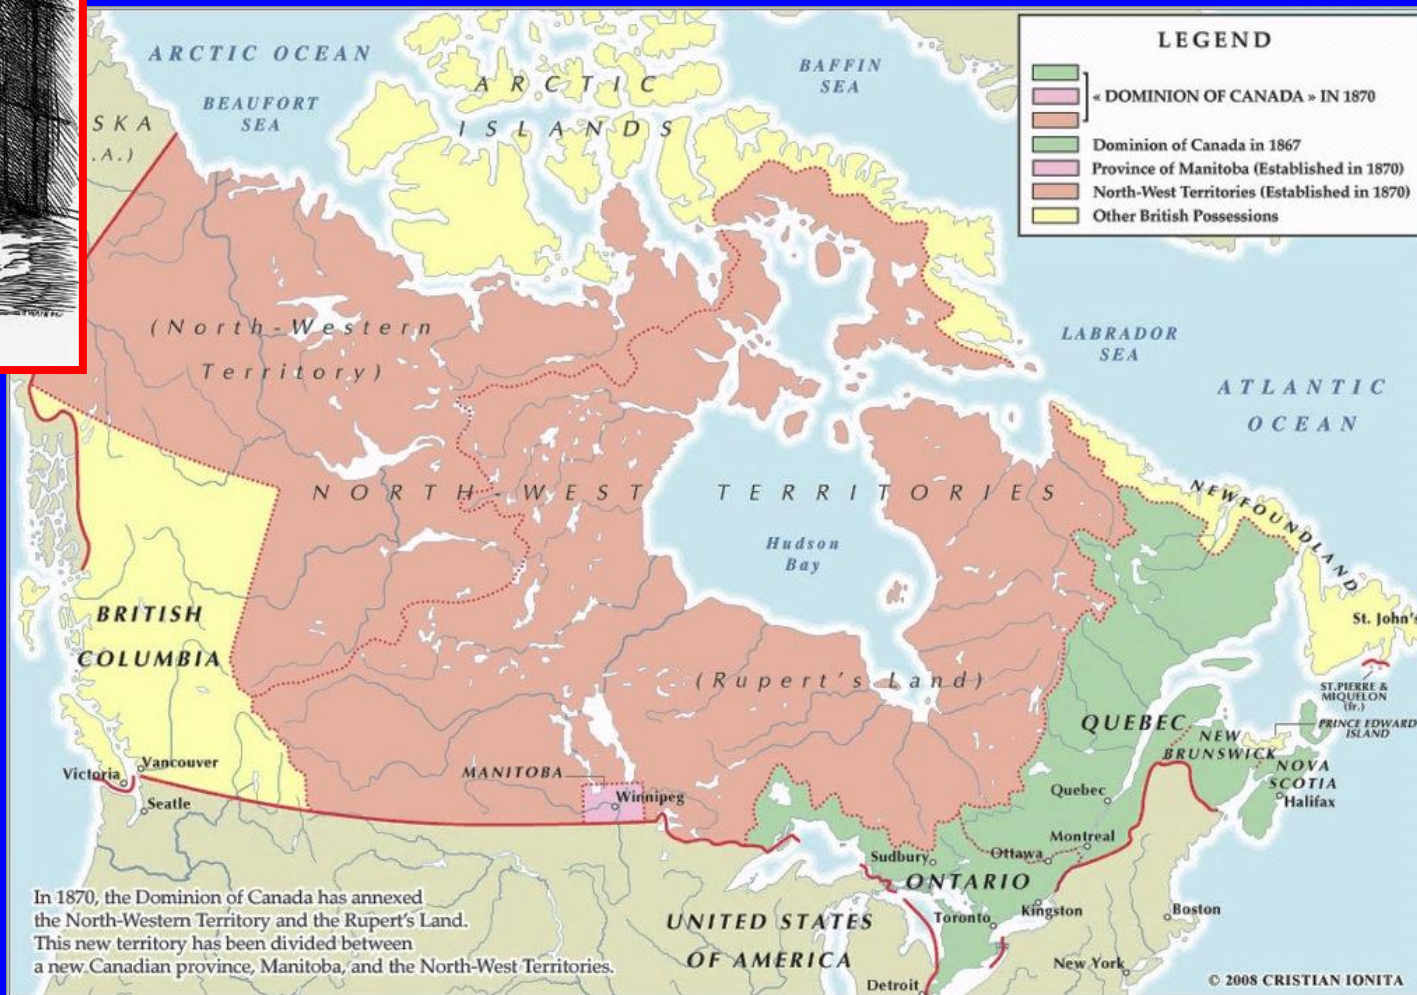 ARCTIC OCEAN
BEAUFORT
SEA
ARCTIC
ISLANDS
BAFFIN
SEA
SKA
.A.)
LEGEND
« DOMINION OF CANADA » IN 1870
Dominion of Canada in 1867
Province of Manitoba (Established in 1870)
North-West Territories (Established in 1870)
Other British Possessions
(North-Western
Territory)
LABRADOR
SEA
ATLANTIC
OCEAN
NORTH-WEST TERRITORIES
Hudson
Bay
NEWFOUNDLAND
St. John's
BRITISH
COLUMBIA
(Rupert's Land)
ST.PIERRE &
MIQUELON
(fr.)
PRINCE EDWARD
ISLAND
QUEBEC
NEW
BRUNSWICK
NOVA
SCOTIA
Halifax
Vancouver
Victoria
Seatle
MANITOBA
Winnipeg
Quebec
Montreal
Ottawa
Sudbury
ONTARIO
Kingston
Toronto
Boston
New York
Detroit
UNITED STATES
OF AMERICA
In 1870, the Dominion of Canada has annexed
the North-Western Territory and the Rupert's Land.
This new territory has been divided between
a new Canadian province, Manitoba, and the North-West Territories.
© 2008 CRISTIAN IONITA